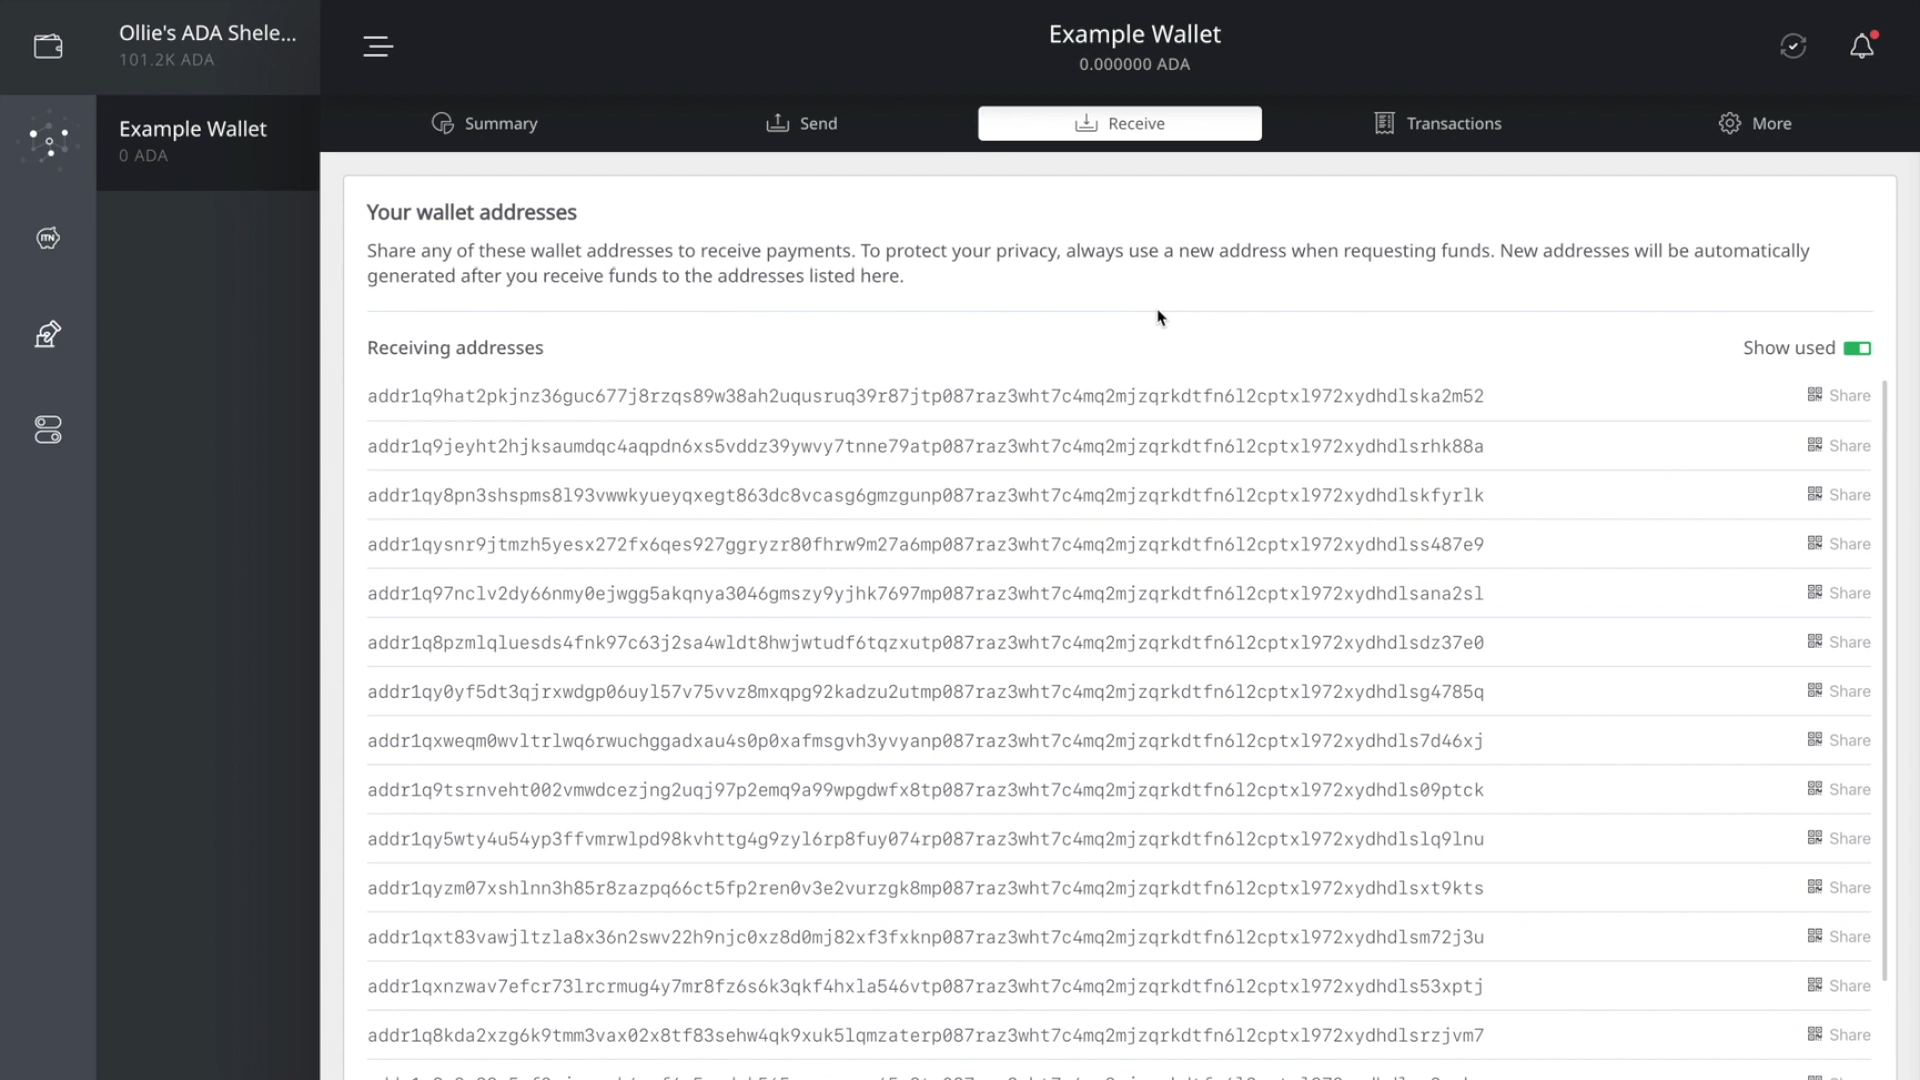 Ollie's ADA Shele...
101.2K ADA
Example Wallet
0.000000 ADA
Example Wallet
0 ADA
ITN
Summary
Send
Receive
Transactions
More
Your wallet addresses
Share any of these wallet addresses to receive payments. To protect your privacy, always use a new address when requesting funds. New addresses will be automatically
generated after you receive funds to the addresses listed here.
Receiving addresses
Show used
addr1q9hat2pkjnz36guc677j8rzqs89w38ah2uqusruq39r87jtp087raz3wht7c4mq2mjzqrkdtfn6l2cptxl972xydhdlska2m52 Share
addr1q9jeyht2hjksaumdqc4aqpdn6xs5vddz39ywvy7tnne79atp087raz3wht7c4mq2mjzqrkdtfn6l2cptxl972xydhdlsrhk88a Share
addr1qy8pn3shspms8l93vwwkyueyqxegt863dc8vcasg6gmzgunp087raz3wht7c4mq2mjzqrkdtfn6l2cptxl972xydhdlskfyrlk Share
addr1qysnr9jtmzh5yesx272fx6qes927ggryzr80fhrw9m27a6mp087raz3wht7c4mq2mjzqrkdtfn6l2cptxl972xydhdlss487e9 Share
addr1q97nclv2dy66nmy0ejwgg5akqnya3046gmszy9yjhk7697mp087raz3wht7c4mq2mjzqrkdtfn6l2cptxl972xydhdlsana2sl Share
addr1q8pzmlqluesds4fnk97c63j2sa4wldt8hwjwtudf6tqzxutp087raz3wht7c4mq2mjzqrkdtfn6l2cptxl972xydhdlsdz37e0 Share
addr1qy0yf5dt3qjrxwdgp06uyl57v75vvz8mxqpg92kadzu2utmp087raz3wht7c4mq2mjzqrkdtfn6l2cptxl972xydhdlsg4785q Share
addr1qxweqm0wvltrlwq6rwuchggadxau4s0p0xafmsgvh3yvyanp087raz3wht7c4mq2mjzqrkdtfn6l2cptxl972xydhdls7d46xj Share
addr1q9tsrnveht002vmwdcezjng2uqj97p2emq9a99wpgdwfx8tp087raz3wht7c4mq2mjzqrkdtfn6l2cptxl972xydhdls09ptck Share
addr1qy5wty4u54yp3ffvmrwlpd98kvhttg4g9zyl6rp8fuy074rp087raz3wht7c4mq2mjzqrkdtfn6l2cptxl972xydhdlslq9lnu Share
addr1qyzm07xshlnn3h85r8zazpq66ct5fp2ren0v3e2vurzgk8mp087raz3wht7c4mq2mjzqrkdtfn6l2cptxl972xydhdlsxt9kts Share
addr1qxt83vawjltzla8x36n2swv22h9njc0xz8d0mj82xf3fxknp087raz3wht7c4mq2mjzqrkdtfn6l2cptxl972xydhdlsm72j3u Share
addr1qxnzwav7efcr73lrcrmug4y7mr8fz6s6k3qkf4hxla546vtp087raz3wht7c4mq2mjzqrkdtfn6l2cptxl972xydhdls53xptj Share
addr1q8kda2xzg6k9tmm3vax02x8tf83sehw4qk9xuk5lqmzaterp087raz3wht7c4mq2mjzqrkdtfn6l2cptxl972xydhdlsrzjvm7 Share